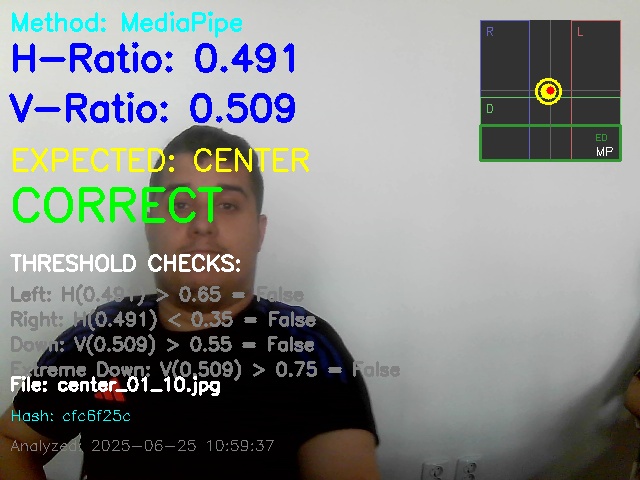 Method: MediaPipe
H-Ratio: 0.491
V-Ratio: 0.509
EXPECTED: CENTER
CORRECT
THRESHOLD CHECKS:
Left: H(0.491) > 0.65 = False
Right: H(0.491) < 0.35 = False
Down: V(0.509) > 0.55 = False
Extreme Down: V(0.509) > 0.75 = False
File: center_01_10.jpg
Hash: cfc6f25c
Analyzed: 2025-06-25 10:59:37
R L
D
ED
MP